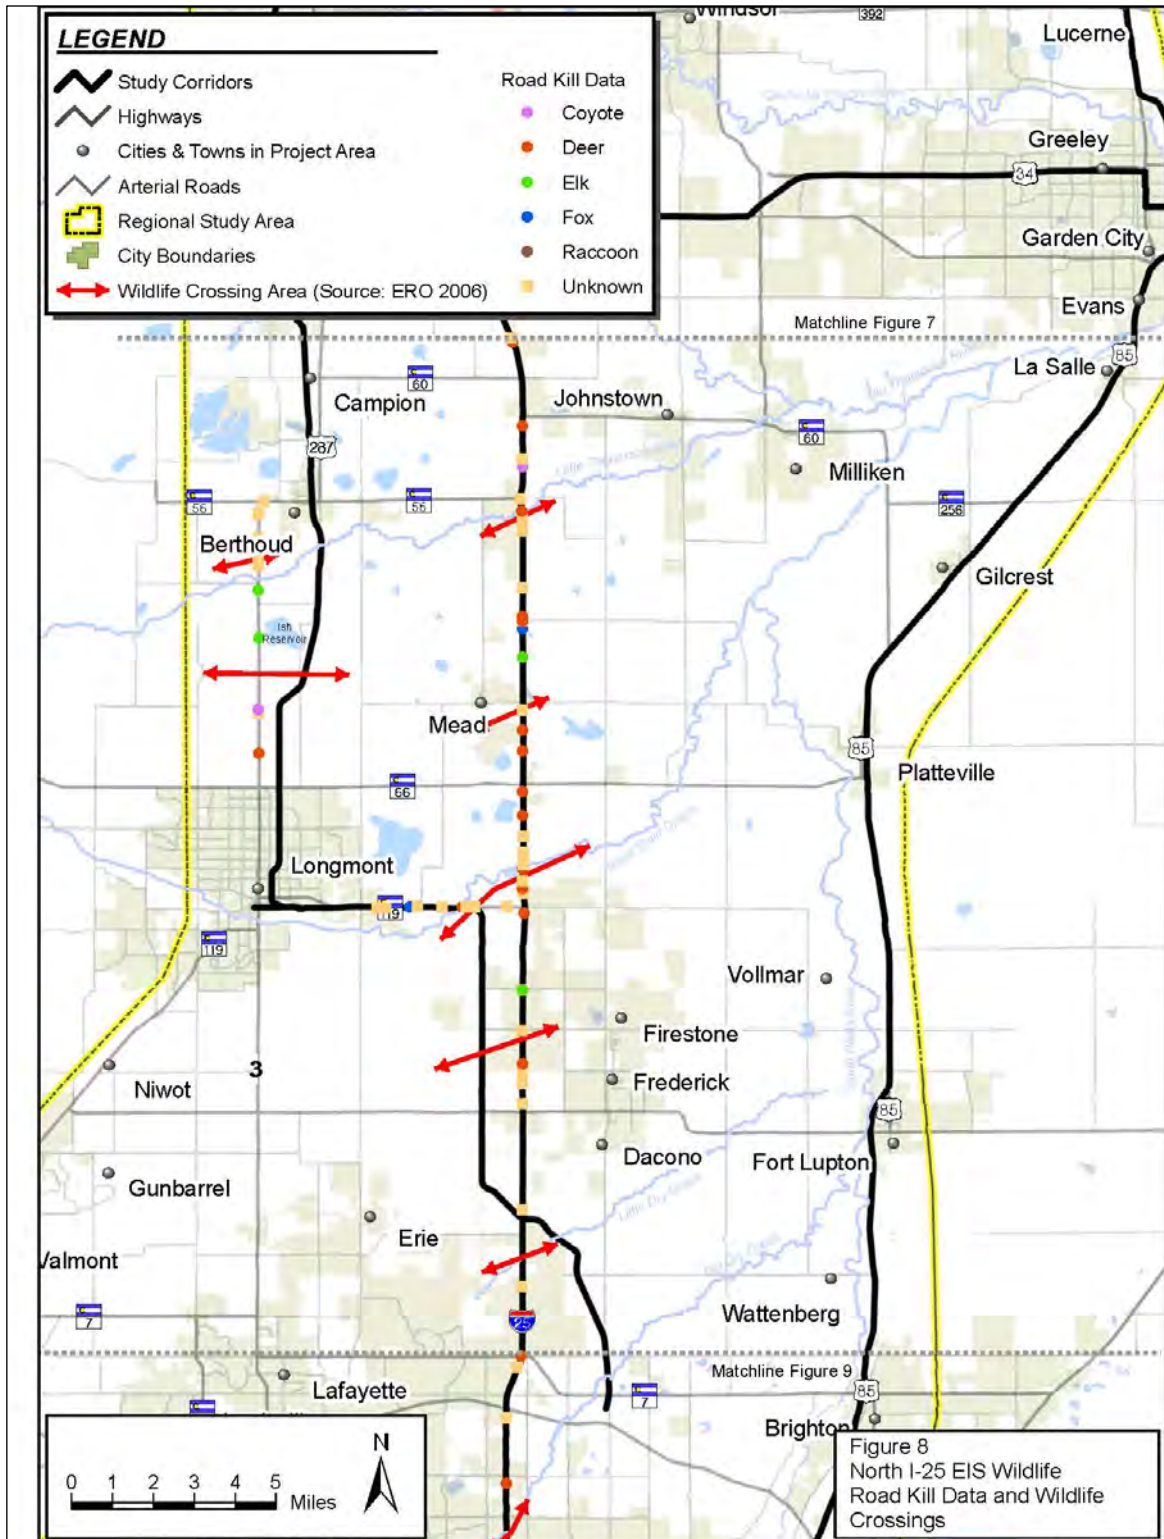 Windsor
392
LEGEND
Study Corridors
Highways
Cities & Towns in Project Area
Arterial Roads
Regional Study Area
City Boundaries
Wildlife Crossing Area (Source: ERO 2006)
Road Kill Data
Coyote
Deer
Elk
Fox
Raccoon
Unknown
Lucerne
Greeley
34
Garden City
Evans
Matchline Figure 7
85
La Salle
Campion
60
Johnstown
287
60
Milliken
56
56
256
Berthoud
Gilcrest
Ish
Reservoir
Mead
85
Platteville
66
Longmont
119
119
Vollmar
Firestone
3
Niwot
Frederick
85
Dacono
Fort Lupton
Gunbarrel
Little Dry Creek
Erie
Valmont
Wattenberg
7
25
Matchline Figure 9
Lafayette
7
85
Brighton
N
0 1 2 3 4 5
Miles
Figure 8
North I-25 EIS Wildlife
Road Kill Data and Wildlife
Crossings